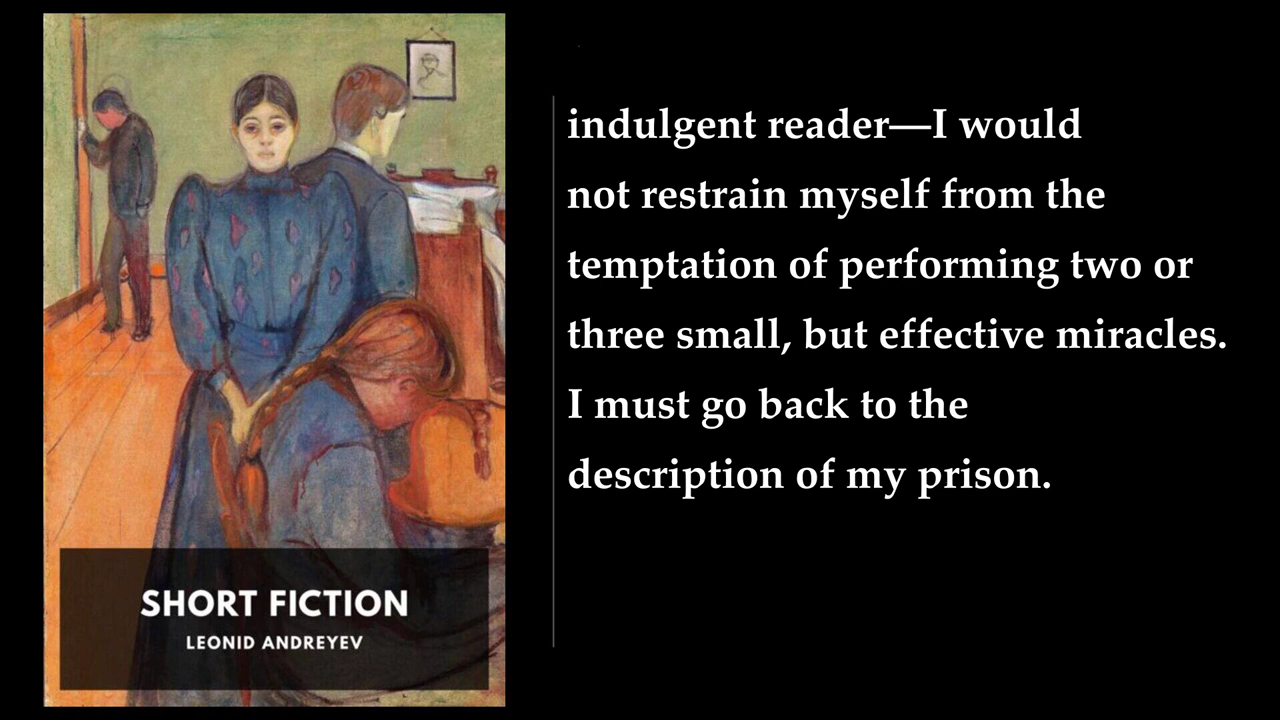 SHORT FICTION
LEONID ANDREYEV
indulgent reader—I would
not restrain myself from the
temptation of performing two or
three small, but effective miracles.
I must go back to the
description of my prison.